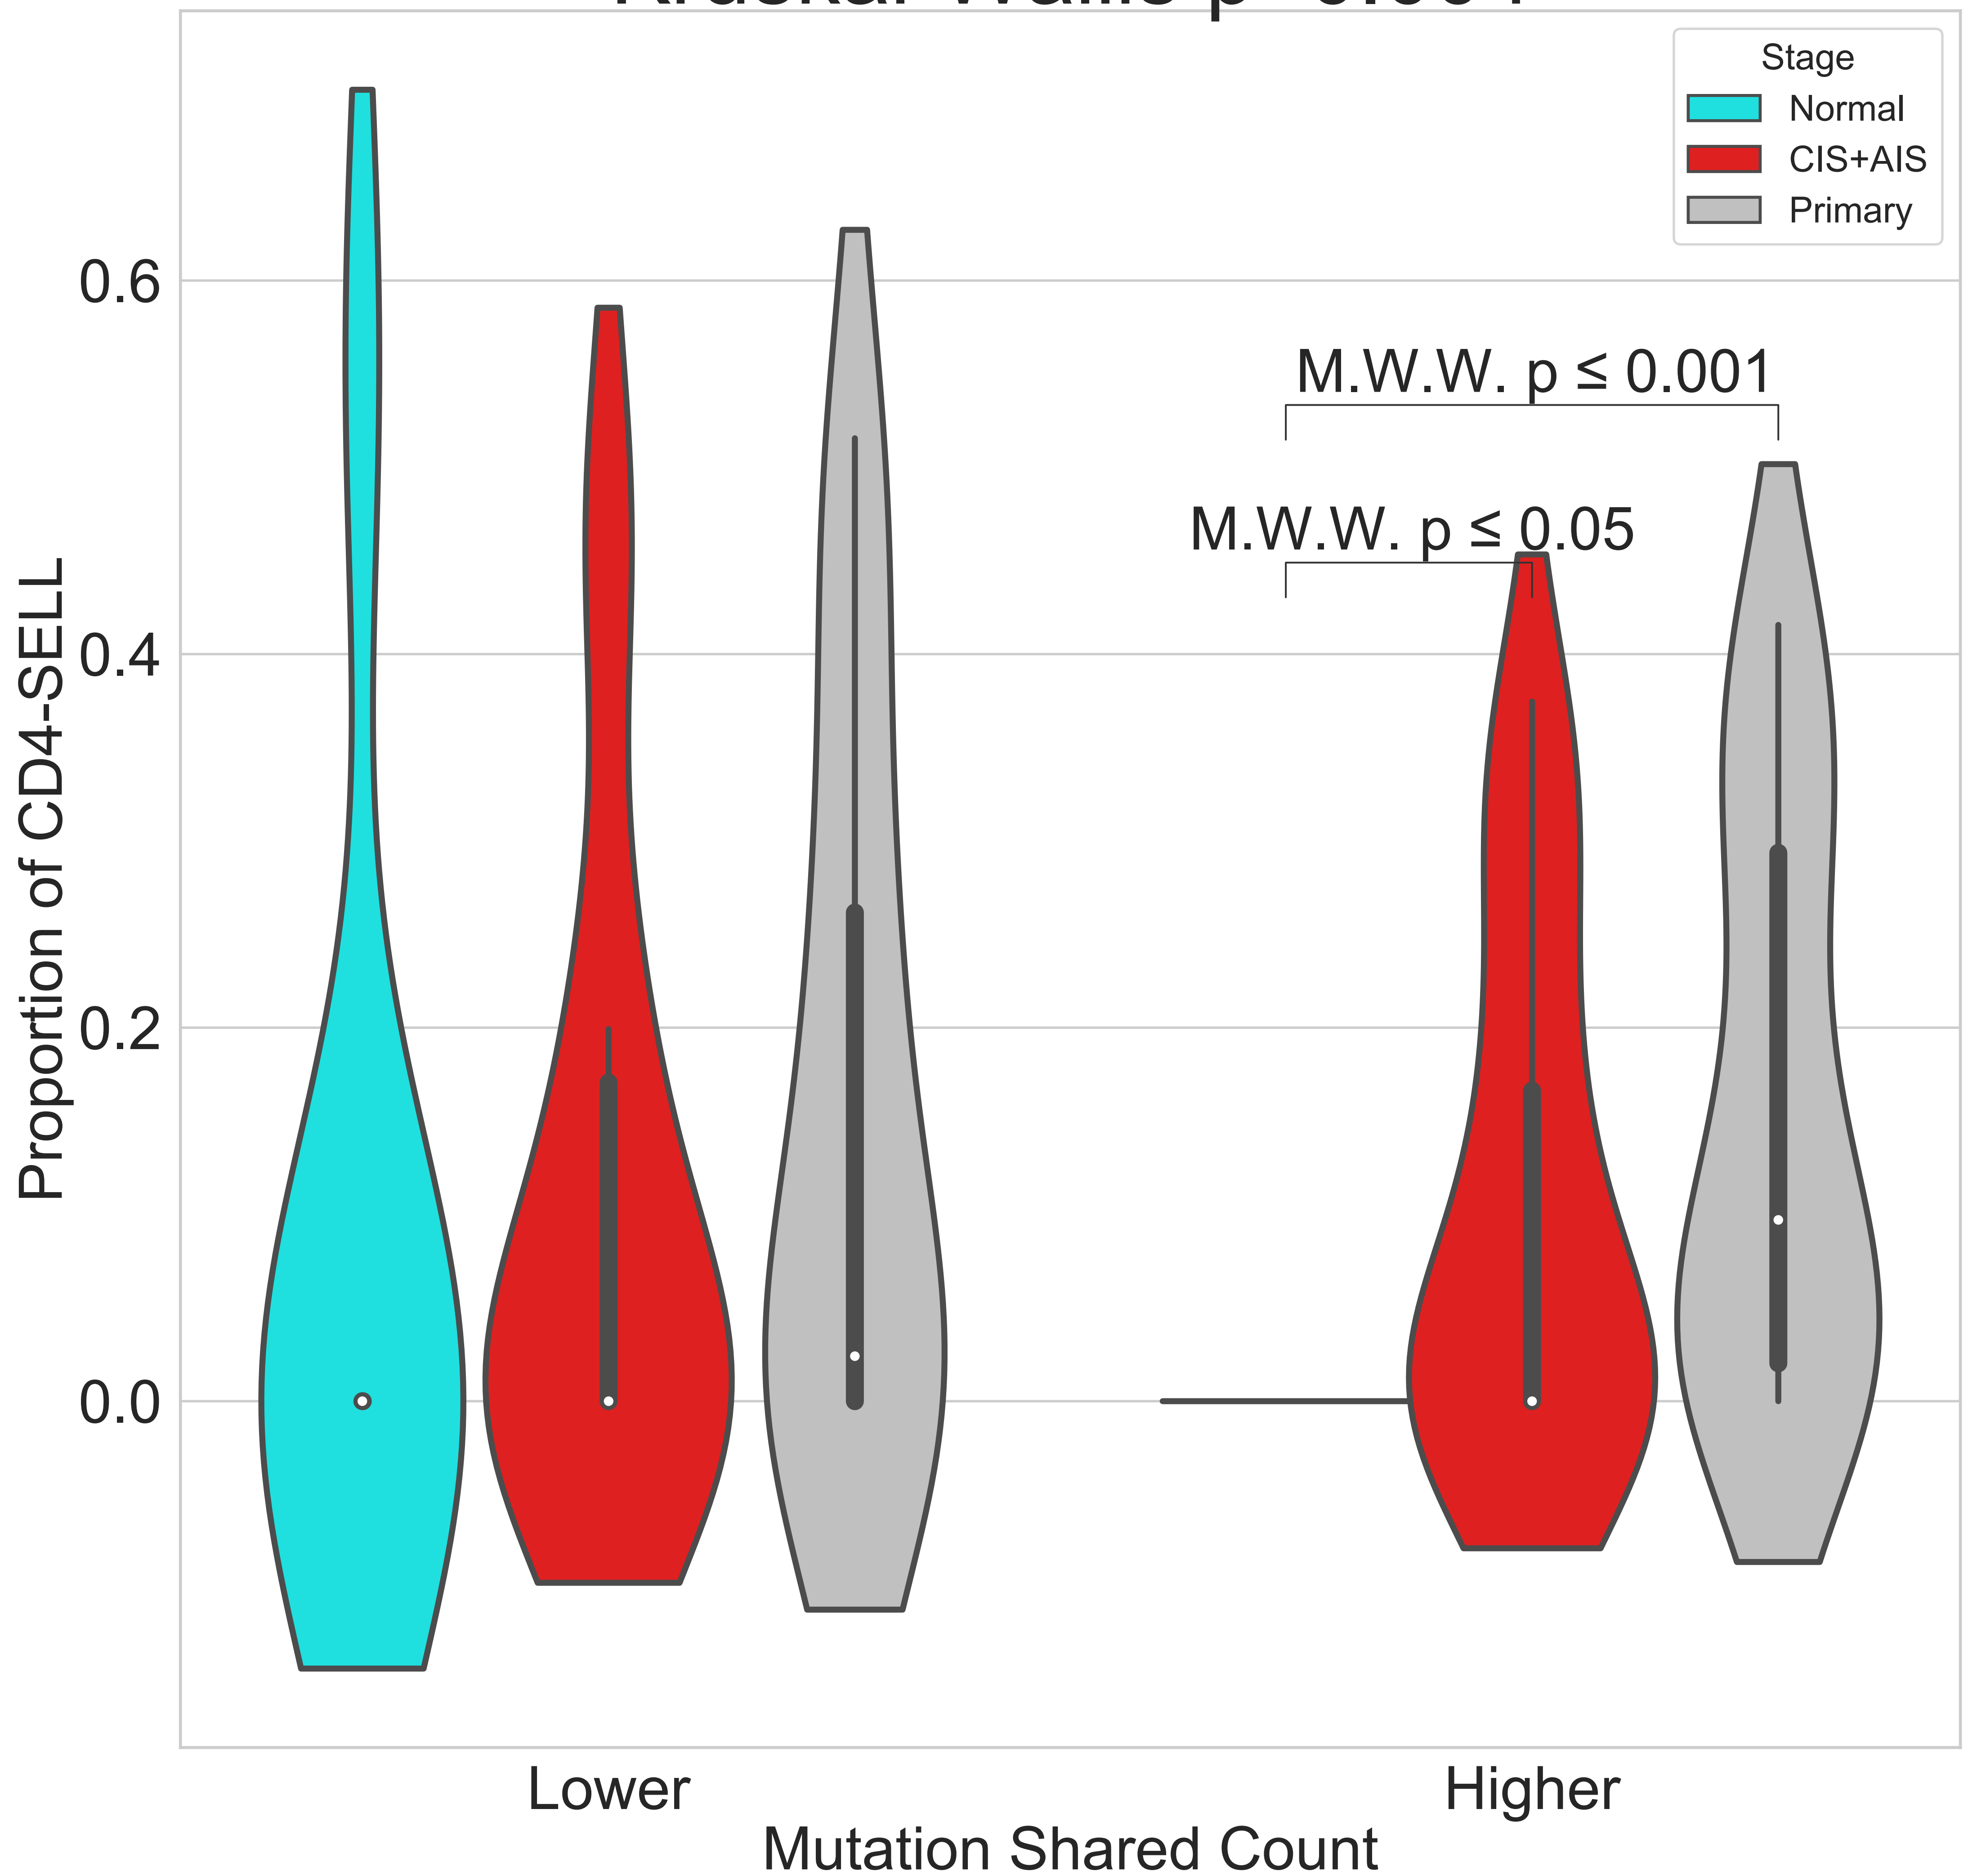 Stage
Normal
CIS+AIS
Primary
0.6
0.4
0.2
0.0
Proportion of CD4-SELL
M.W.W. p ≤ 0.001
M.W.W. p ≤ 0.05
Lower
Higher
Mutation Shared Count